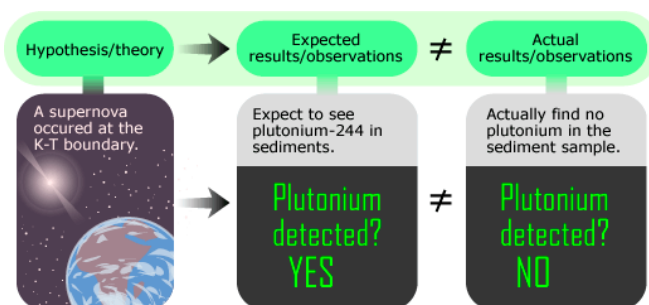 Hypothesis/theory
Expected
results/observations
≠
Actual
results/observations
A supernova
occured at the
K-T boundary.
Expect to see
plutonium-244 in
sediments.
Actually find no
plutonium in the
sediment sample.
Plutonium
detected?
YES
≠
Plutonium
detected?
NO